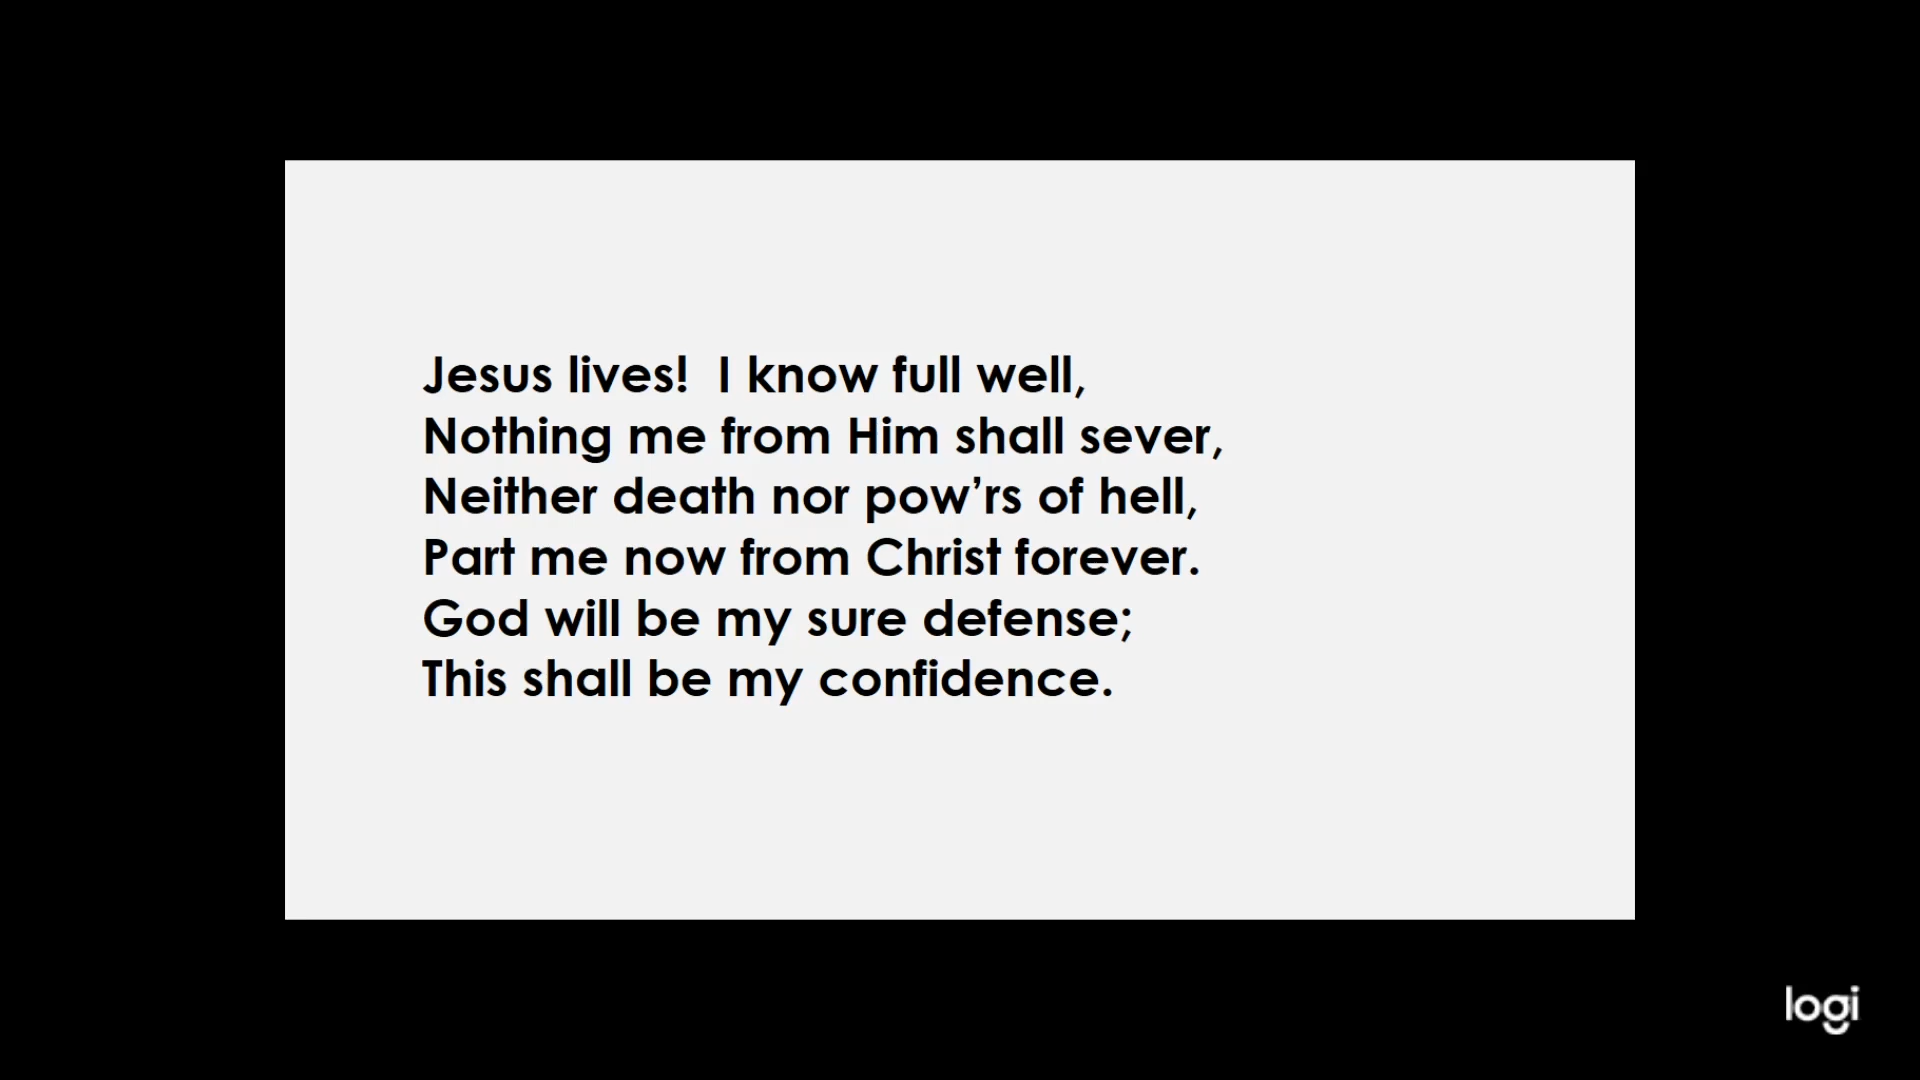 Jesus lives!  I know full well,
Nothing me from Him shall sever,
Neither death nor pow’rs of hell,
Part me now from Christ forever.
God will be my sure defense;
This shall be my confidence.
logi